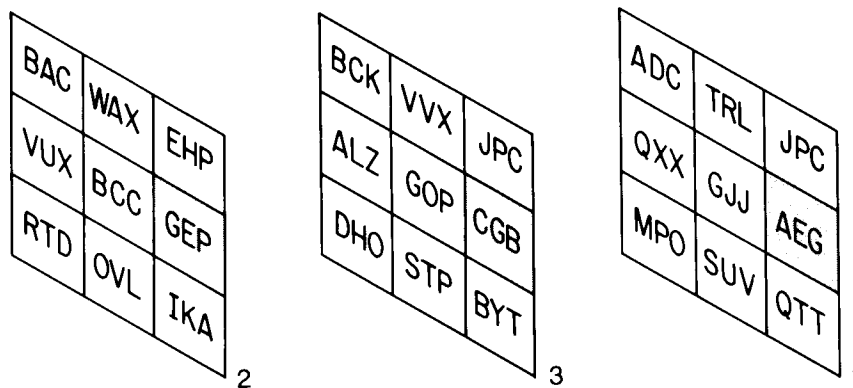 BAC WAX EHP
VUX BCC GEP
RTD OVL IKA
2
BCK VVX JPC
ALZ GOP CGB
DHO STP BYT
3
ADC TRL JPC
QXX GJJ AEG
MPO SUV QTT